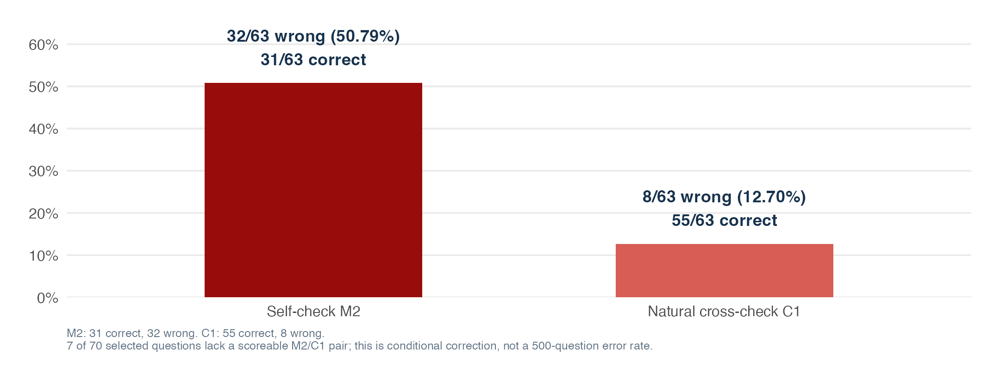 32/63 wrong (50.79%)
31/63 correct
60%
50%
40%
30%
8/63 wrong (12.70%)
20%
55/63 correct
10%
0%
Self-check M2
Natural cross-check C1
M2: 31 correct, 32 wrong. C1: 55 correct, 8 wrong.
7 of 70 selected questions lack a scoreable M2/C1 pair; this is conditional correction, not a 500-question error rate.